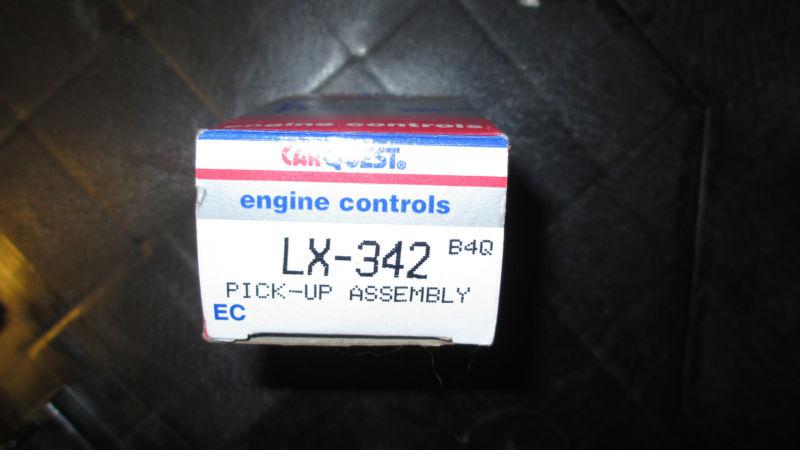 engine controls
CARQUEST®
engine controls
LX-342 B4Q
PICK-UP ASSEMBLY
EC